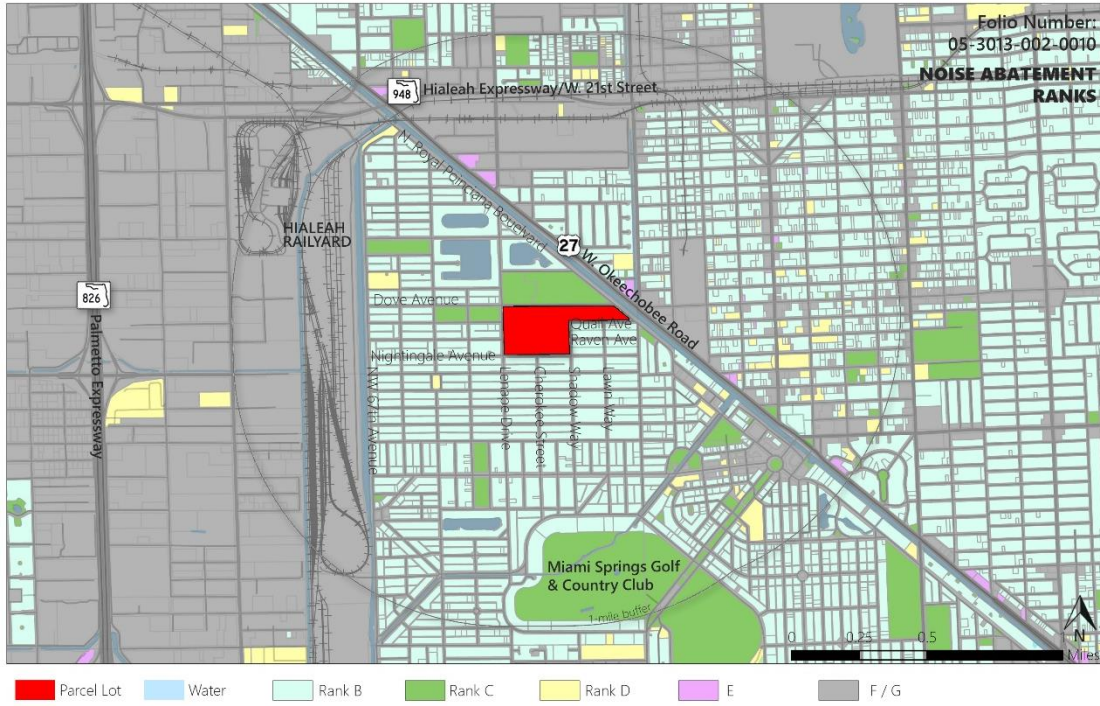 Folio Number:
05-3013-002-0010
NOISE ABATEMENT
RANKS
948
Hialeah Expressway/W. 21st Street
N. Royal Poinciana Bouelvard
HIALEAH
RAILYARD
27
W. Okeechobee Road
826
Palmetto Expressway
Dove Avenue
Quail Ave
Raven Ave
Nightingale Avenue
NW 67th Avenue
Lenape Drive
Cherokee Street
Shadow Way
Lawn Way
Miami Springs Golf
& Country Club
1-mile buffer
N
0 0.25 0.5 1
Miles
Parcel Lot
Water
Rank B
Rank C
Rank D
E
F / G